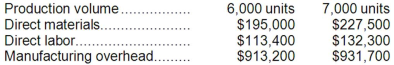 Production volume.................. 6,000 units 7,000 units
Direct materials....................... $195,000 $227,500
Direct labor............................. $113,400 $132,300
Manufacturing overhead......... $913,200 $931,700